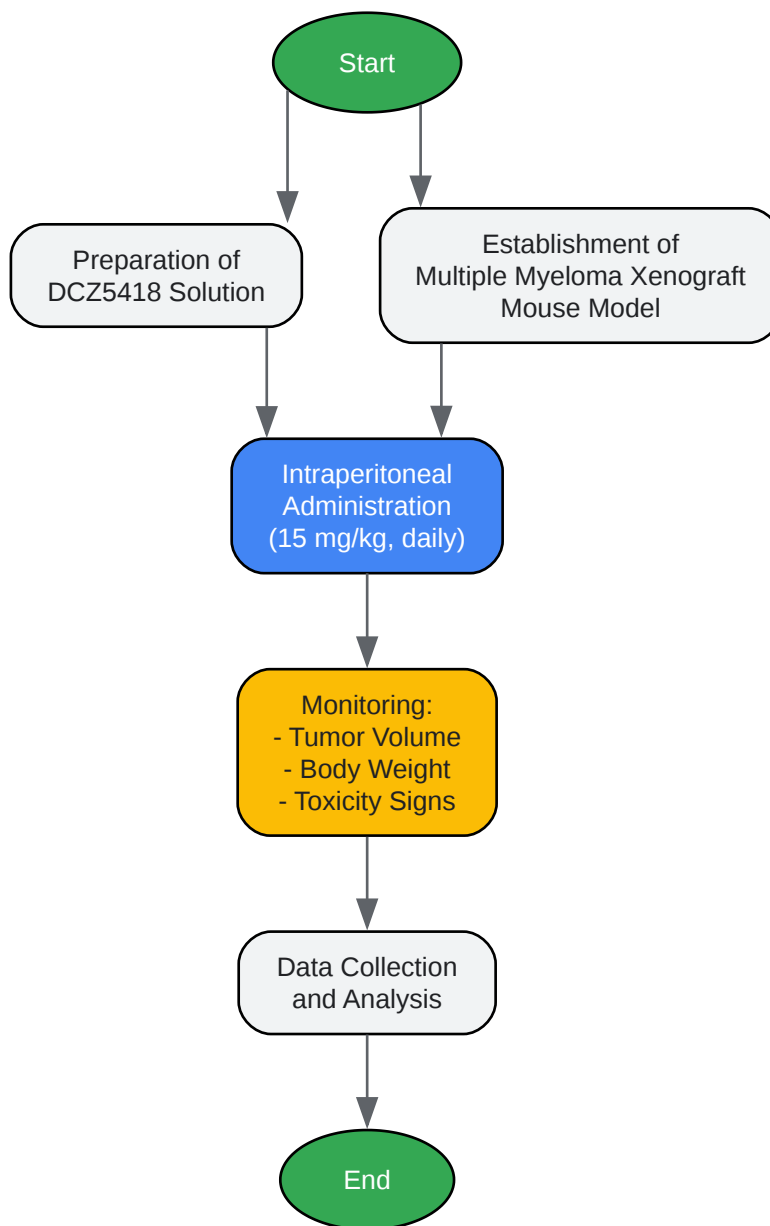 Start
Preparation of
DCZ5418 Solution
Establishment of
Multiple Myeloma Xenograft
Mouse Model
Intraperitoneal
Administration
(15 mg/kg, daily)
Monitoring:
- Tumor Volume
- Body Weight
- Toxicity Signs
Data Collection
and Analysis
End